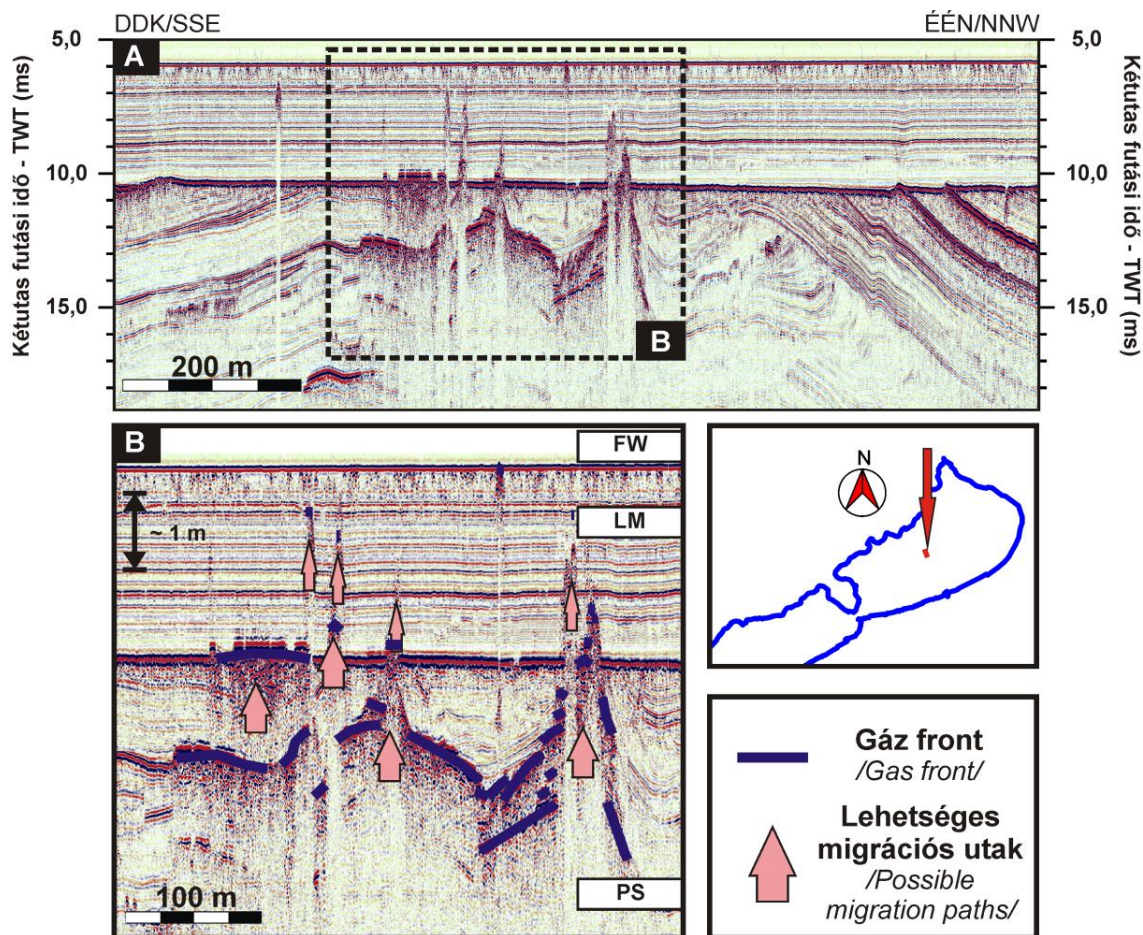 DDK/SSE
ÉÉN/NNW
5,0
10,0
15,0
Kétutas futási idő - TWT (ms)
A
B
200 m
5,0
10,0
15,0
Kétutas futási idő - TWT (ms)
B
FW
LM
PS
~ 1 m
100 m
N
Gáz front
/Gas front/
Lehetséges
migrációs utak
/Possible
migration paths/